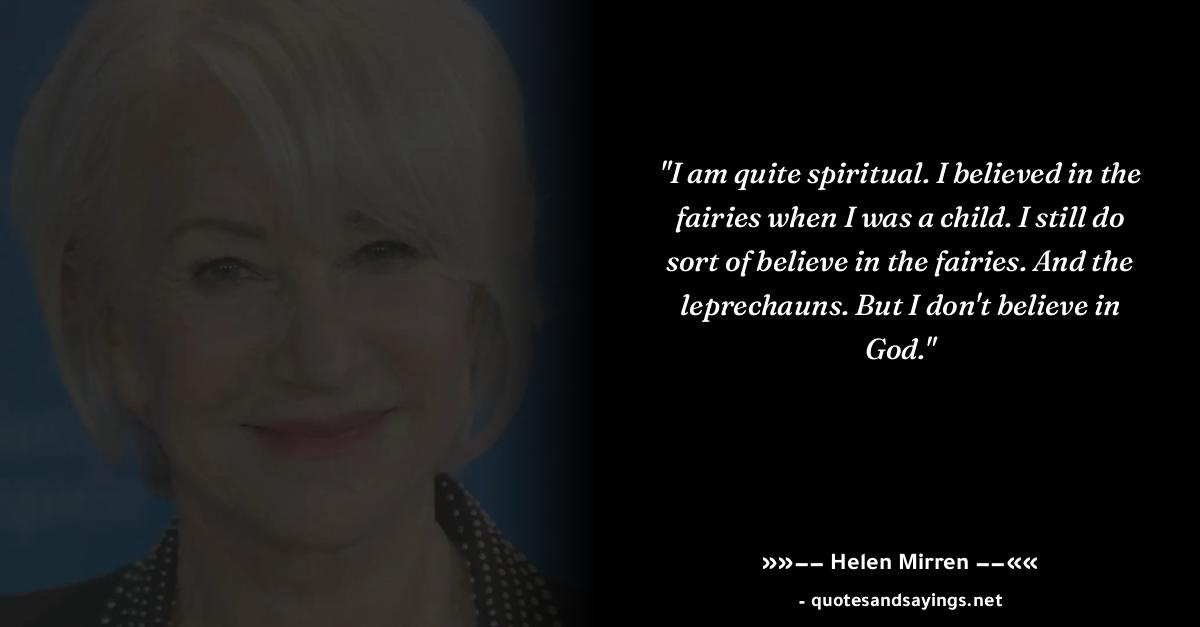 "I am quite spiritual. I believed in the
fairies when I was a child. I still do
sort of believe in the fairies. And the
leprechauns. But I don't believe in
God."
»»−− Helen Mirren −−««
- quotesandsayings.net